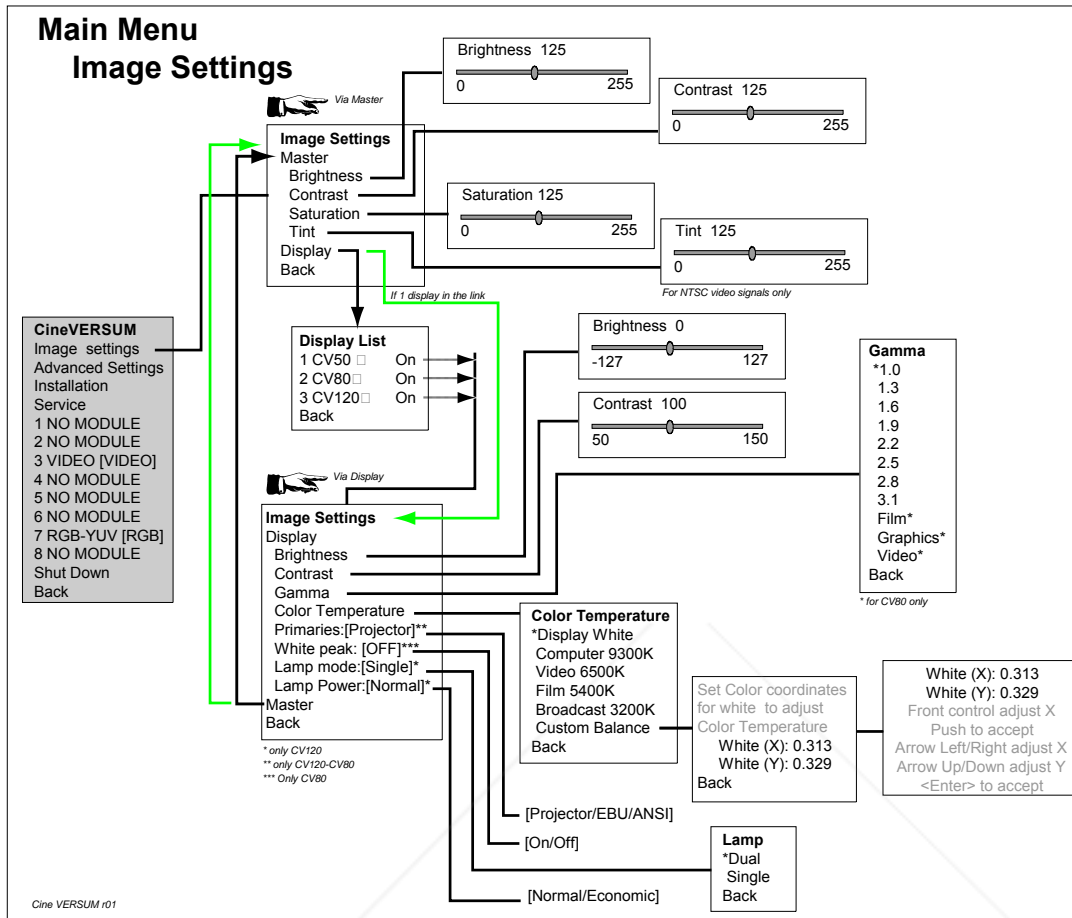 Main Menu
Image Settings
Brightness 125
0 255
Contrast 125
0 255
Via Master
Image Settings
Master
Brightness
Contrast
Saturation
Tint
Display
Back
Saturation 125
0 255
Tint 125
0 255
For NTSC video signals only
If 1 display in the link
CineVERSUM
Image settings
Advanced Settings
Installation
Service
1 NO MODULE
2 NO MODULE
3 VIDEO [VIDEO]
4 NO MODULE
5 NO MODULE
6 NO MODULE
7 RGB-YUV [RGB]
8 NO MODULE
Shut Down
Back
Display List
1 CV50 □ On
2 CV80□ On
3 CV120□ On
Back
Brightness 0
-127 127
Contrast 100
50 150
Gamma
*1.0
1.3
1.6
1.9
2.2
2.5
2.8
3.1
Film*
Graphics*
Video*
Back
* for CV80 only
Via Display
Image Settings
Display
Brightness
Contrast
Gamma
Color Temperature
Primaries:[Projector]**
White peak: [OFF]***
Lamp mode:[Single]*
Lamp Power:[Normal]*
Master
Back
* only CV120
** only CV120-CV80
*** Only CV80
Color Temperature
*Display White
Computer 9300K
Video 6500K
Film 5400K
Broadcast 3200K
Custom Balance
Back
Set Color coordinates
for white to adjust
Color Temperature
White (X): 0.313
White (Y): 0.329
Back
White (X): 0.313
White (Y): 0.329
Front control adjust X
Push to accept
Arrow Left/Right adjust X
Arrow Up/Down adjust Y
<Enter> to accept
[Projector/EBU/ANSI]
[On/Off]
Lamp
*Dual
Single
Back
[Normal/Economic]
Cine VERSUM r01